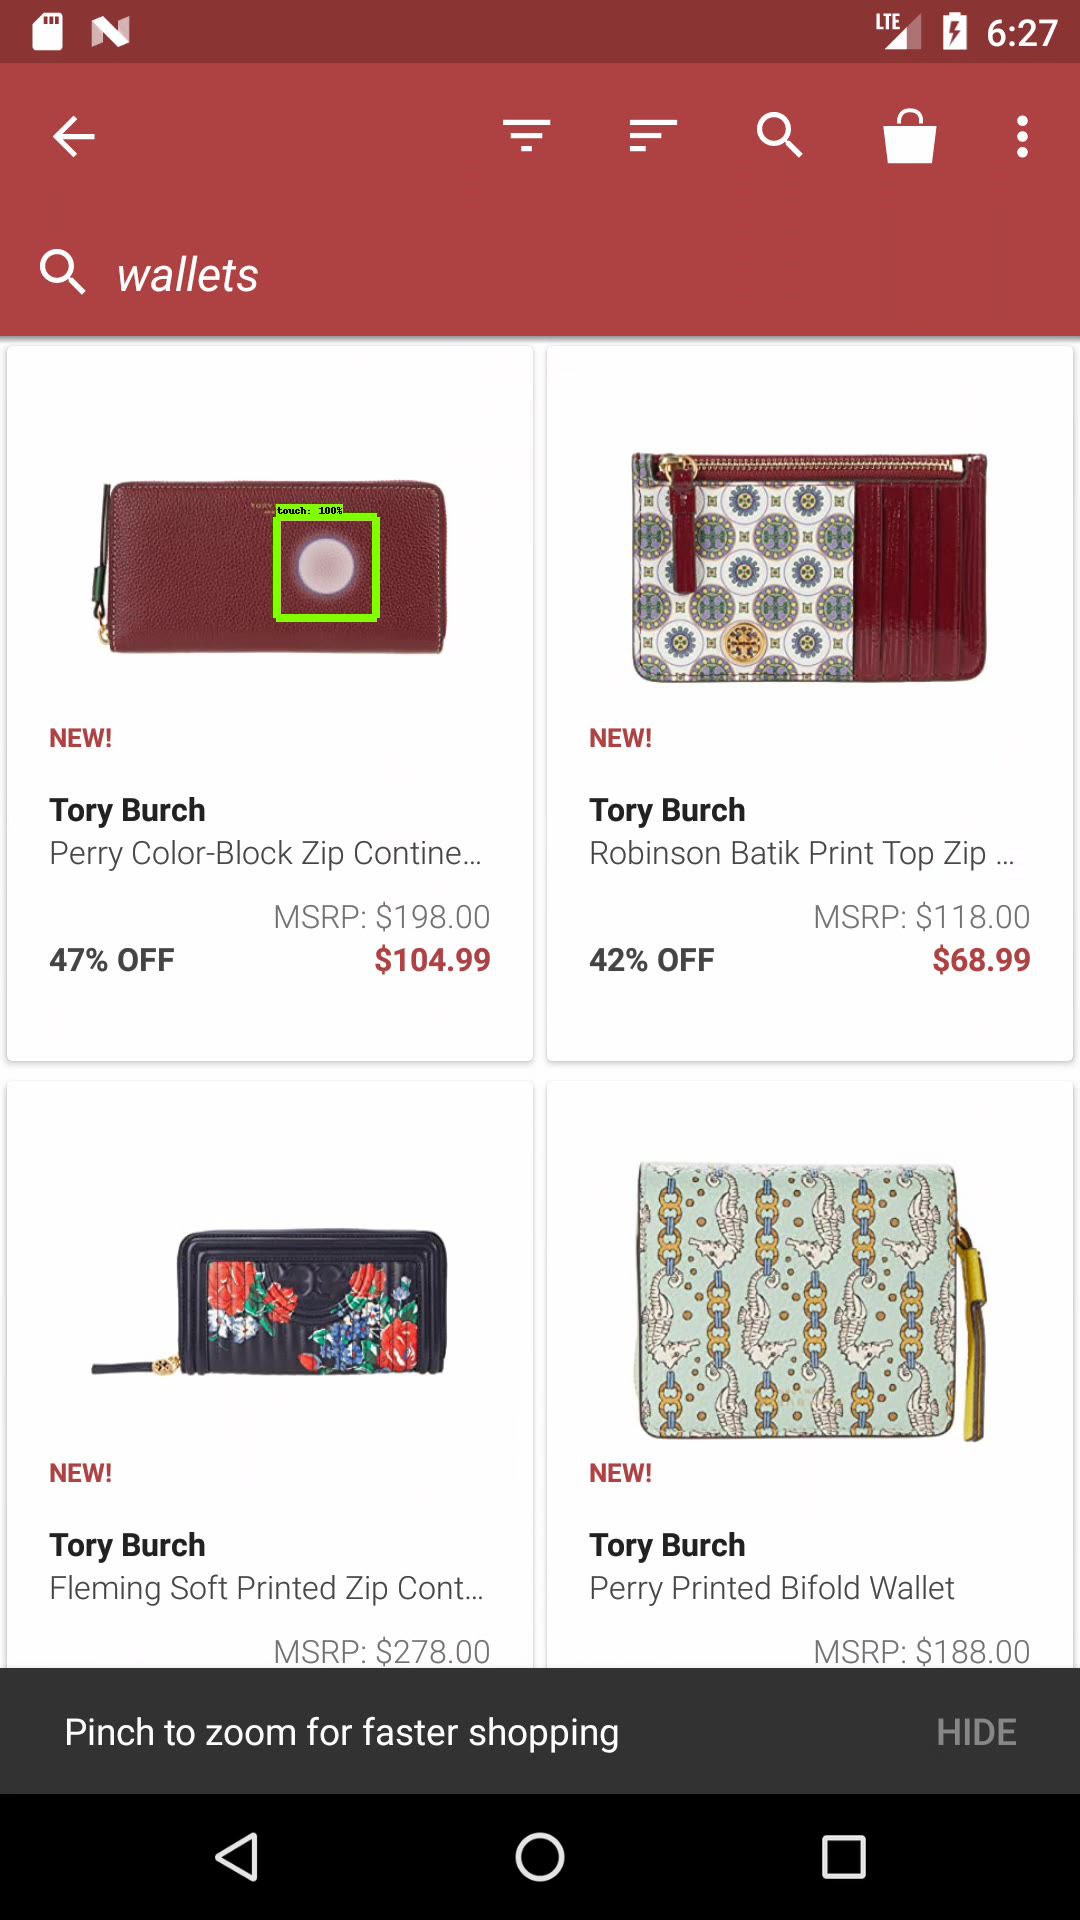 LTE 6:27
wallets
touch: 100%
NEW!
Tory Burch
Perry Color-Block Zip Contine...
MSRP: $198.00
47% OFF $104.99
NEW!
Tory Burch
Robinson Batik Print Top Zip ...
MSRP: $118.00
42% OFF $68.99
NEW!
Tory Burch
Fleming Soft Printed Zip Cont...
MSRP: $278.00
NEW!
Tory Burch
Perry Printed Bifold Wallet
MSRP: $188.00
Pinch to zoom for faster shopping HIDE